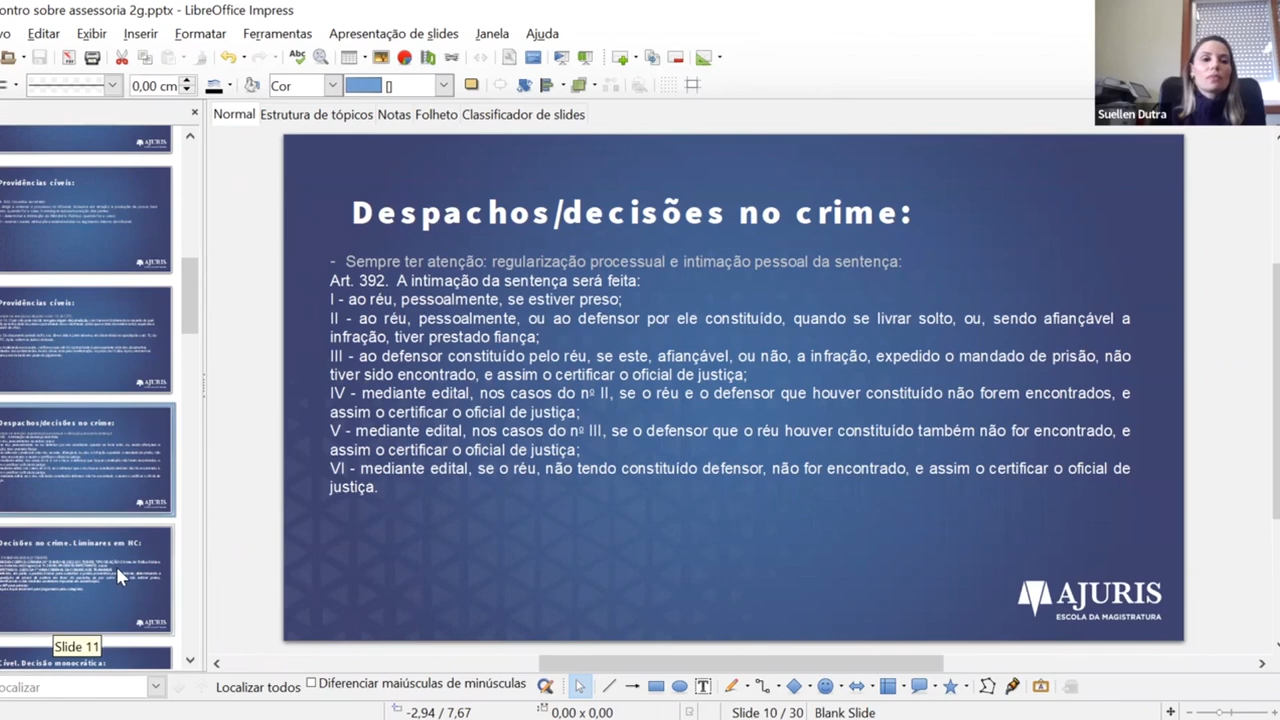 ontro sobre assessoria 2g.pptx - LibreOffice Impress
vo Editar Exibir Inserir Formatar Ferramentas Apresentação de slides Janela Ajuda
0,00 cm
Cor
[]
Normal Estrutura de tópicos Notas Folheto Classificador de slides
Suellen Dutra
AJURIS
Providências cíveis:
AJURIS
Providências cíveis:
AJURIS
Despachos/decisões no crime:
AJURIS
Decisões no crime. Liminares em HC:
AJURIS
Slide 11
Cível. Decisão monocrática:
Despachos/decisões no crime:
- Sempre ter atenção: regularização processual e intimação pessoal da sentença:
Art. 392. A intimação da sentença será feita:
I - ao réu, pessoalmente, se estiver preso;
II - ao réu, pessoalmente, ou ao defensor por ele constituído, quando se livrar solto, ou, sendo afiançável a
infração, tiver prestado fiança;
III - ao defensor constituído pelo réu, se este, afiançável, ou não, a infração, expedido o mandado de prisão, não
tiver sido encontrado, e assim o certificar o oficial de justiça;
IV - mediante edital, nos casos do nº II, se o réu e o defensor que houver constituído não forem encontrados, e
assim o certificar o oficial de justiça;
V - mediante edital, nos casos do nº III, se o defensor que o réu houver constituído também não for encontrado, e
assim o certificar o oficial de justiça;
VI - mediante edital, se o réu, não tendo constituído defensor, não for encontrado, e assim o certificar o oficial de
justiça.
AJURIS
ESCOLA DA MAGISTRATURA
ocalizar
Localizar todos
Diferenciar maiúsculas de minúsculas
-2,94 / 7,67
0,00 x 0,00
Slide 10 / 30
Blank Slide